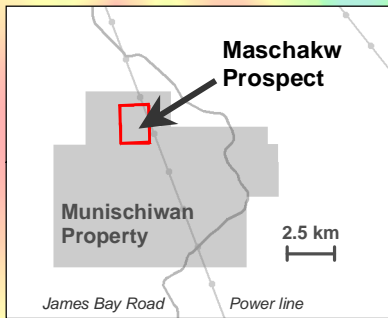 Maschakw
Prospect
Munischiwan
Property
2.5 km
James Bay Road
Power line